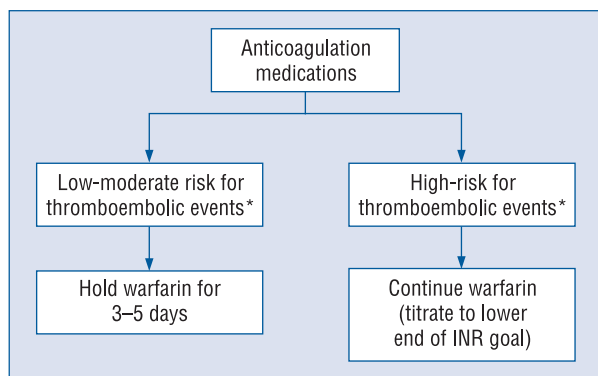 Anticoagulation
medications
Low-moderate risk for
thromboembolic events*
High-risk for
thromboembolic events*
Hold warfarin for
3–5 days
Continue warfarin
(titrate to lower
end of INR goal)